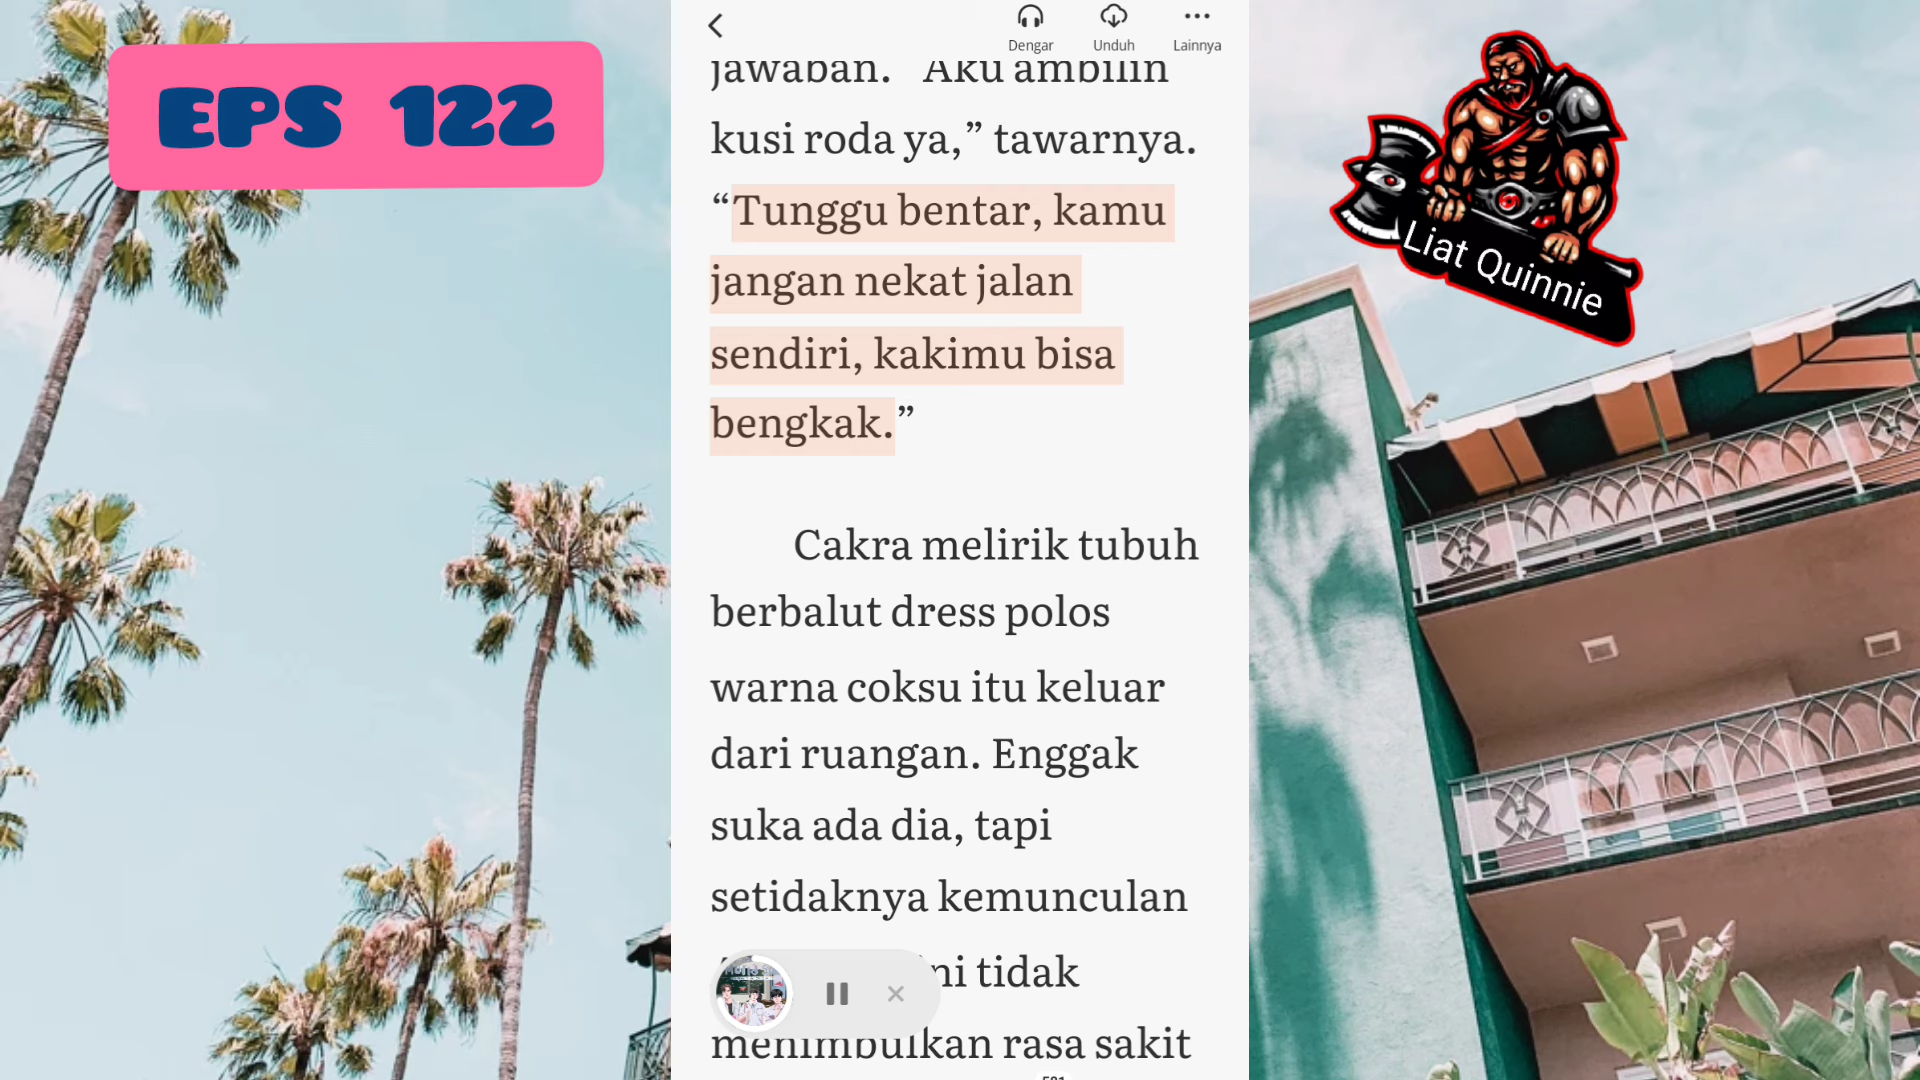 EPS 122
Dengar
Unduh
Lainnya
jawaban. “Aku ambilin
kusi roda ya,” tawarnya.
“Tunggu bentar, kamu
jangan nekat jalan
sendiri, kakimu bisa
bengkak.”
Cakra melirik tubuh
berbalut dress polos
warna coksu itu keluar
dari ruangan. Enggak
suka ada dia, tapi
setidaknya kemunculan
ni tidak
menimbulkan rasa sakit
Liat Quinnie